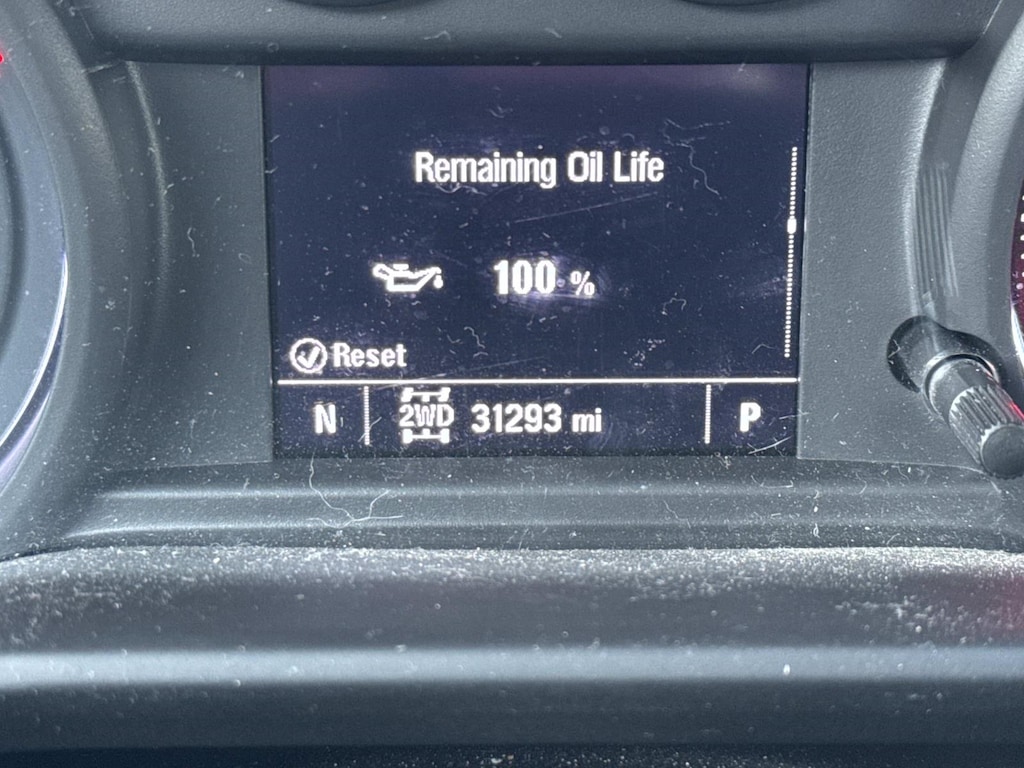 Remaining Oil Life
100 %
Reset
N 2WD 31293 mi P